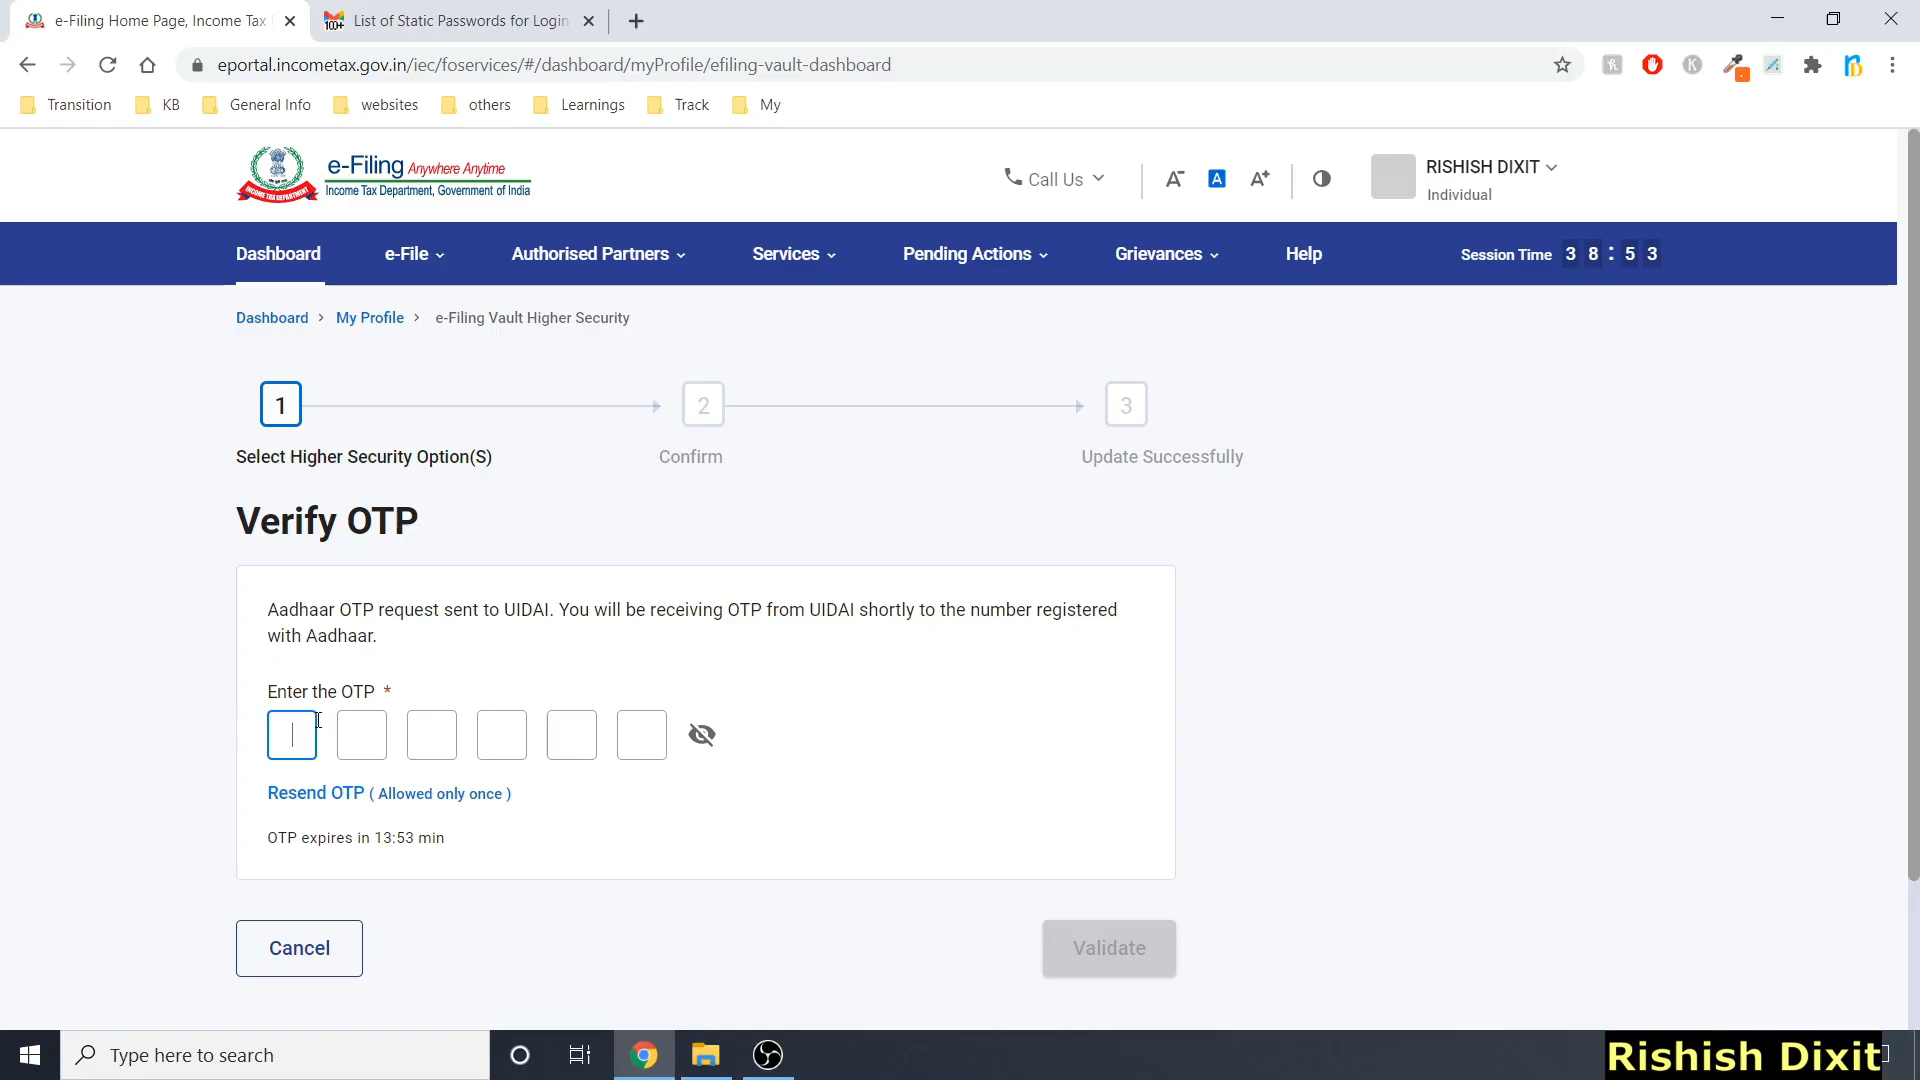 e-Filing Home Page, Income Tax
List of Static Passwords for Login
eportal.incometax.gov.in/iec/foservices/#/dashboard/myProfile/efiling-vault-dashboard
Transition KB General Info websites others Learnings Track My
e-Filing Anywhere Anytime
Income Tax Department, Government of India
Call Us
A- A A+
RISHISH DIXIT
Individual
Dashboard e-File Authorised Partners Services Pending Actions Grievances Help Session Time 3 8 : 5 3
Dashboard > My Profile > e-Filing Vault Higher Security
1 2 3
Select Higher Security Option(S) Confirm Update Successfully
Verify OTP
Aadhaar OTP request sent to UIDAI. You will be receiving OTP from UIDAI shortly to the number registered
with Aadhaar.
Enter the OTP *
Resend OTP ( Allowed only once )
OTP expires in 13:53 min
Cancel Validate
Type here to search
Rishish Dixit